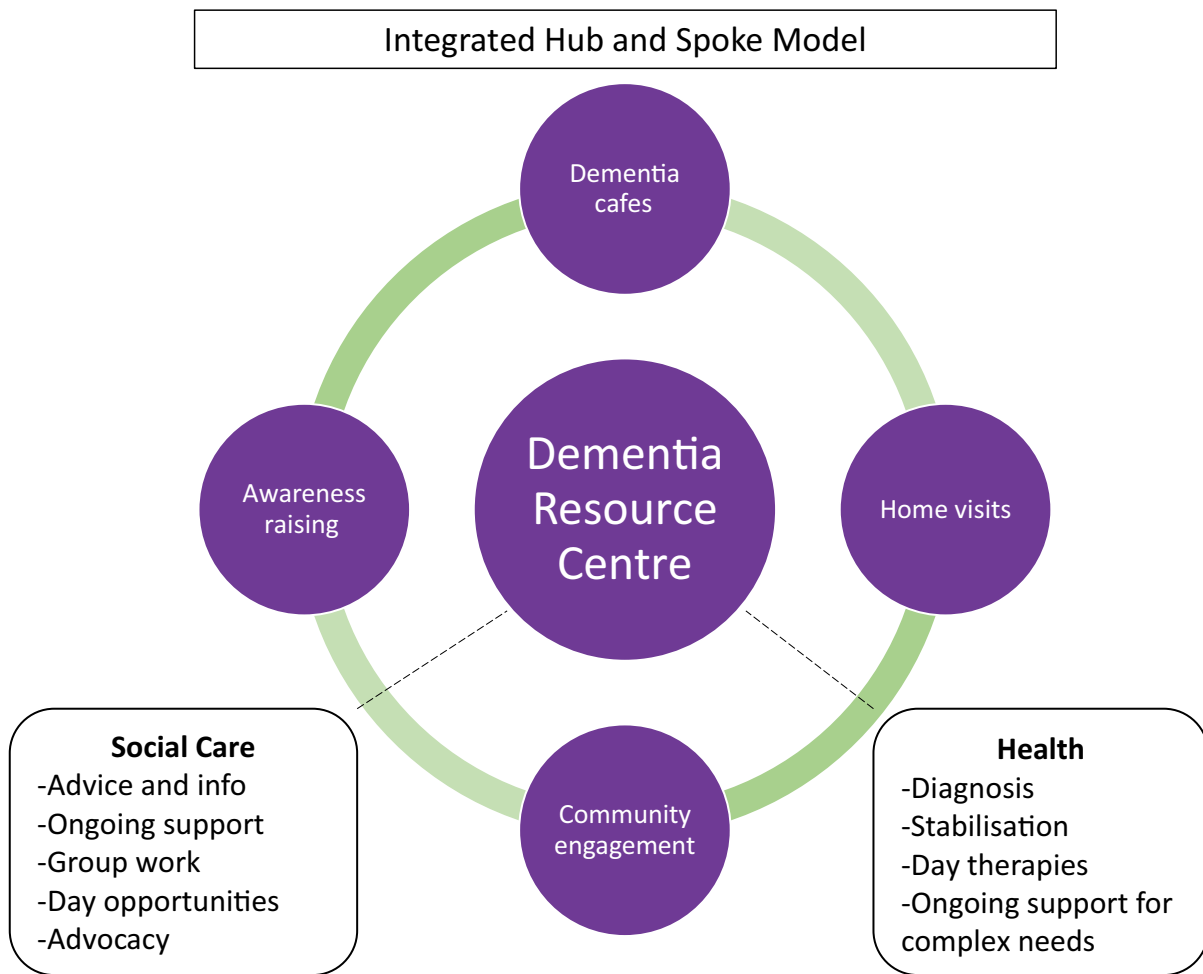 Integrated Hub and Spoke Model
Dementia
cafes
Awareness
raising
Dementia
Resource
Centre
Home visits
Community
engagement
Social Care
-Advice and info
-Ongoing support
-Group work
-Day opportunities
-Advocacy
Health
-Diagnosis
-Stabilisation
-Day therapies
-Ongoing support for
complex needs